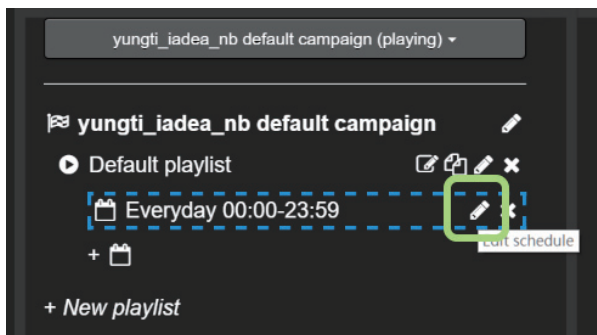 yungti_iadea_nb default campaign (playing)
yungti_iadea_nb default campaign
Default playlist
Everyday 00:00-23:59
Edit schedule
+
+ New playlist